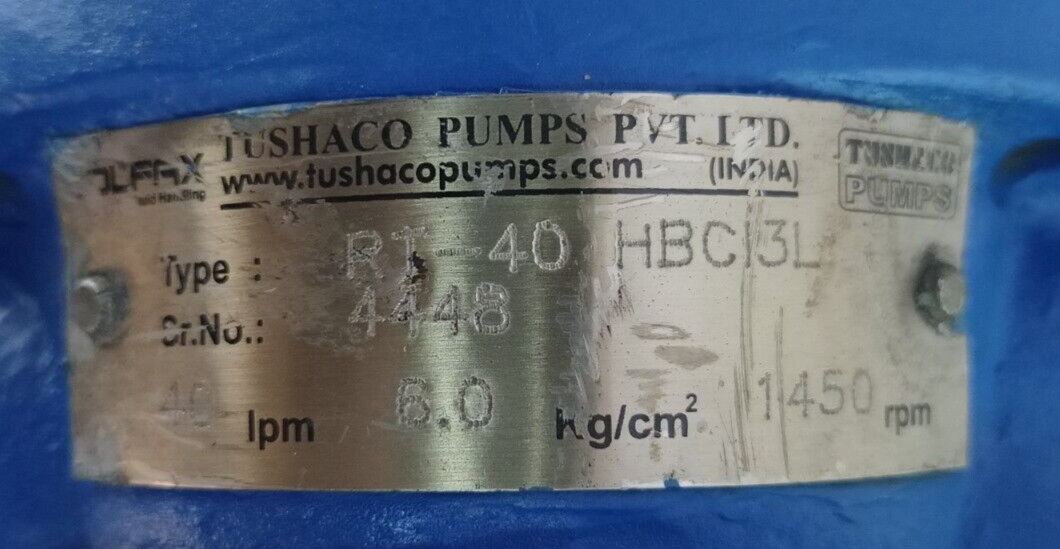 TUSHACO PUMPS PVT. LTD.
www.tushacopumps.com (INDIA)
TUSHACO
PUMPS
Type : RT-40 HBCI3L
Sr.No.: 4448
40 lpm 6.0 Kg/cm² 1450 rpm